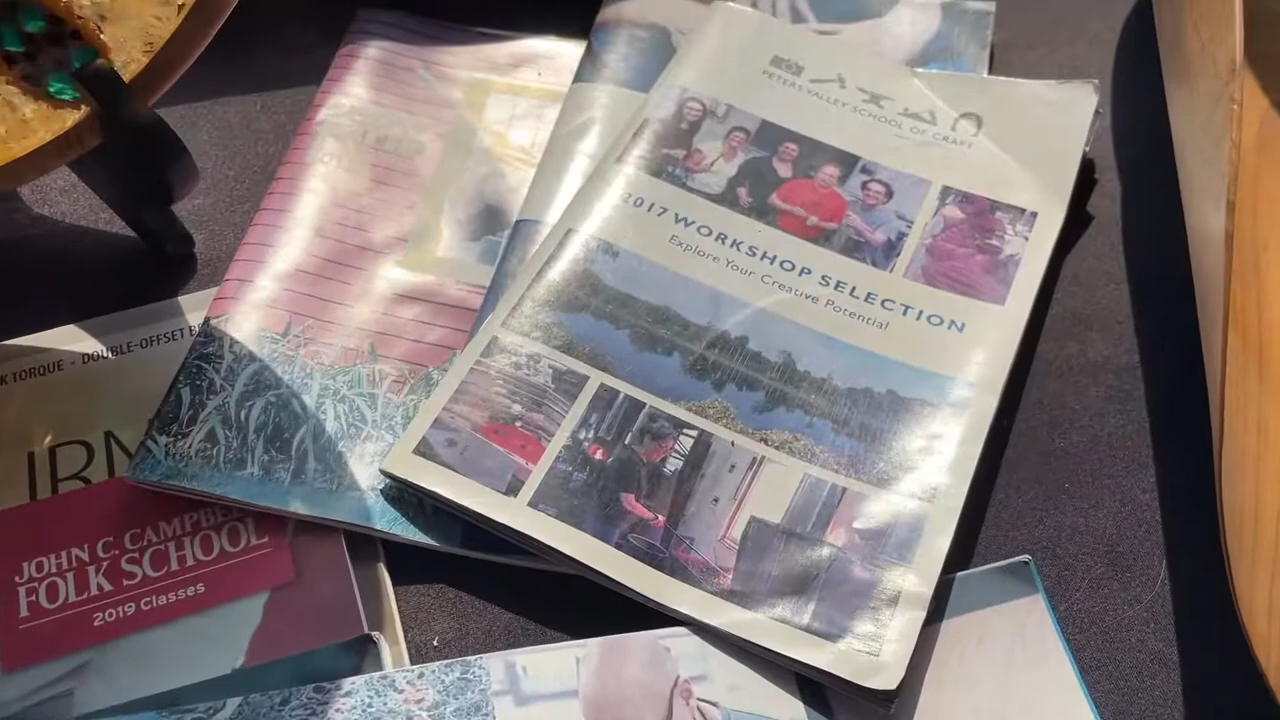 PETERS VALLEY SCHOOL OF CRAFT
2017 WORKSHOP SELECTION
Explore Your Creative Potential
K TORQUE - DOUBLE-OFFSET
JOHN C. CAMPBE
FOLK SCHOOL
2019 Classes